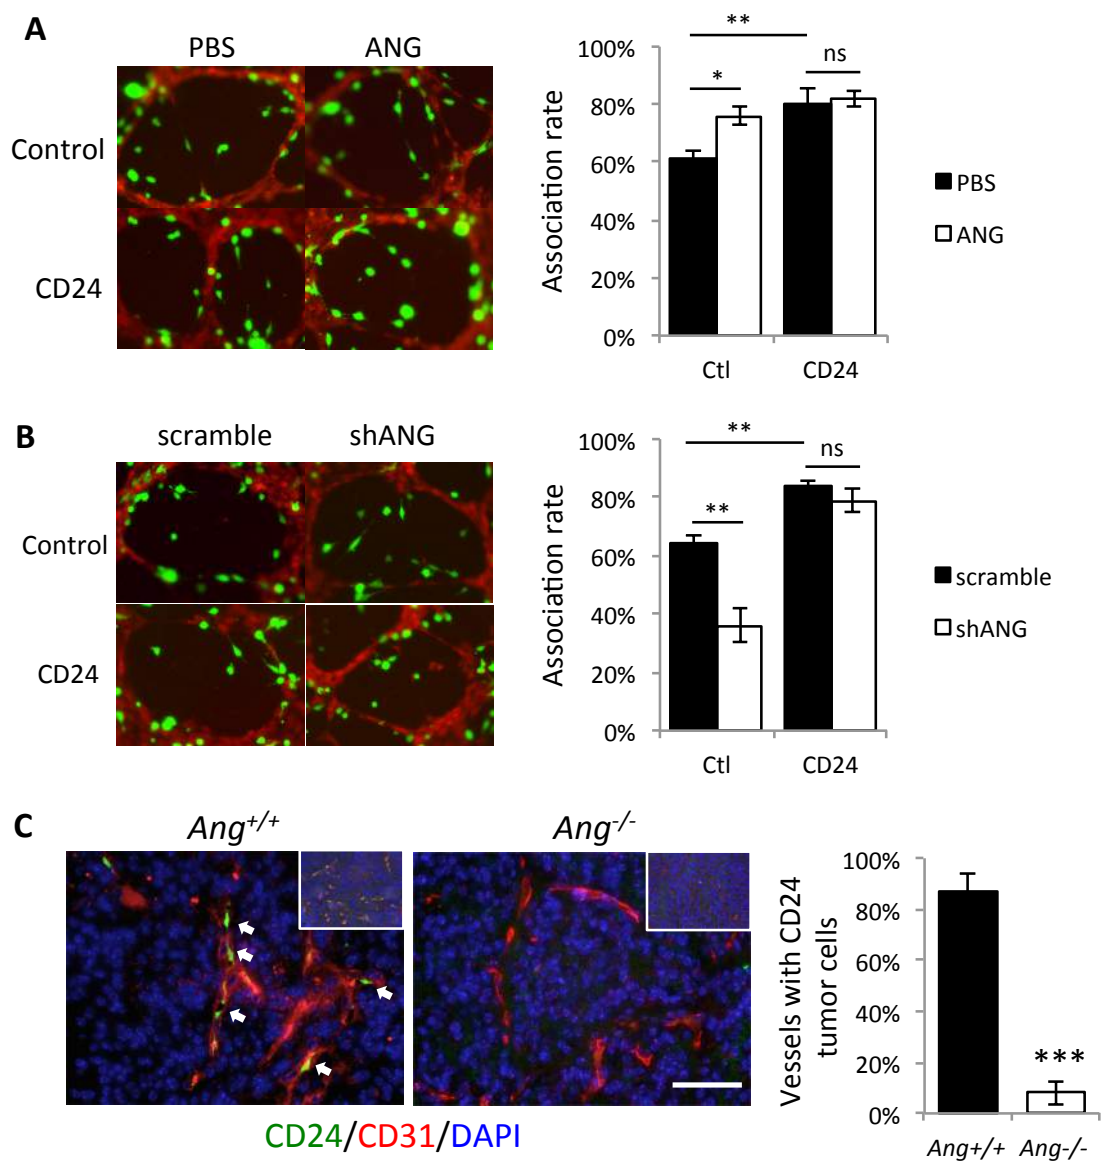 A
PBS ANG
Control
CD24
Association rate
100%
80%
60%
40%
20%
0%
**
*
ns
Ctl CD24
PBS
ANG
B
scramble shANG
Control
CD24
Association rate
100%
80%
60%
40%
20%
0%
**
**
ns
Ctl CD24
scramble
shANG
C
Ang+/+ Ang-/-
CD24/CD31/DAPI
Vessels with CD24
tumor cells
100%
80%
60%
40%
20%
0%
***
Ang+/+ Ang-/-